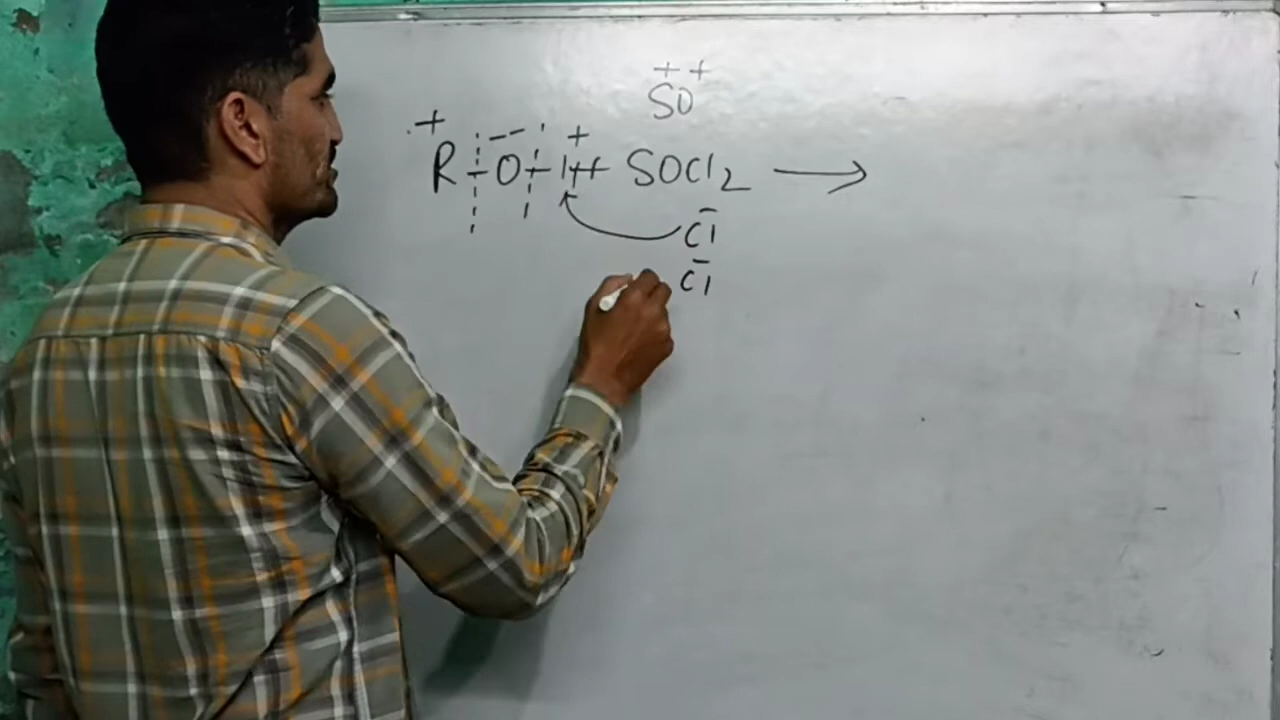 + +
SO
+ -- +
R-O-H+ SOCl2 ⟶
Cl-
Cl-